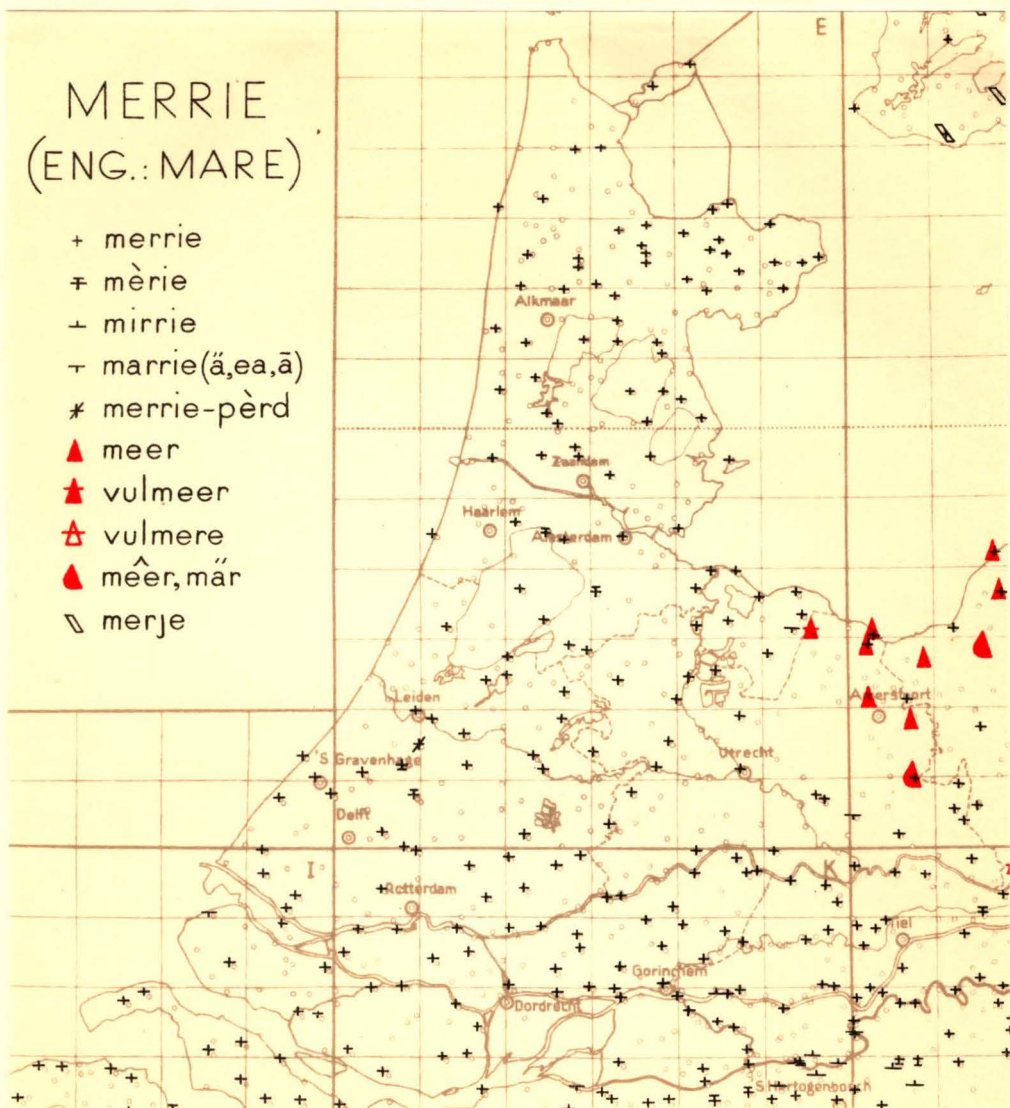 MERRIE
(ENG.: MARE)
merrie
mèrie
mirrie
marrie(ä,ea,ā)
merrie-pèrd
meer
vulmeer
vulmere
mêer, mär
merje
E
Alkmaar
Zaandam
Haarlem
Amsterdam
Leiden
Amersfoort
'S Gravenhage
Utrecht
Delft
I
K
Rotterdam
Tiel
Gorinchem
Dordrecht
S Hertogenbosch